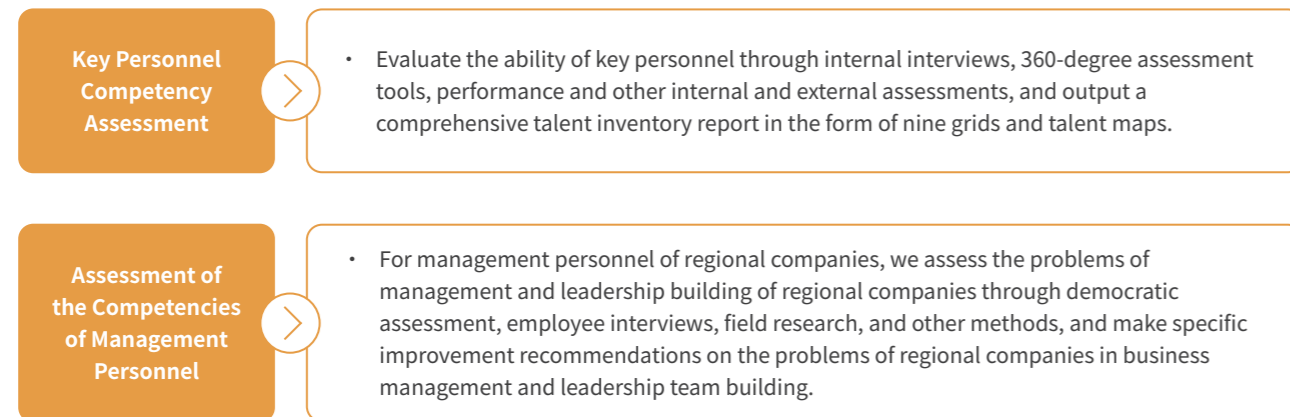 Key Personnel
Competency
Assessment
• Evaluate the ability of key personnel through internal interviews, 360-degree assessment
tools, performance and other internal and external assessments, and output a
comprehensive talent inventory report in the form of nine grids and talent maps.
Assessment of
the Competencies
of Management
Personnel
• For management personnel of regional companies, we assess the problems of
management and leadership building of regional companies through democratic
assessment, employee interviews, field research, and other methods, and make specific
improvement recommendations on the problems of regional companies in business
management and leadership team building.